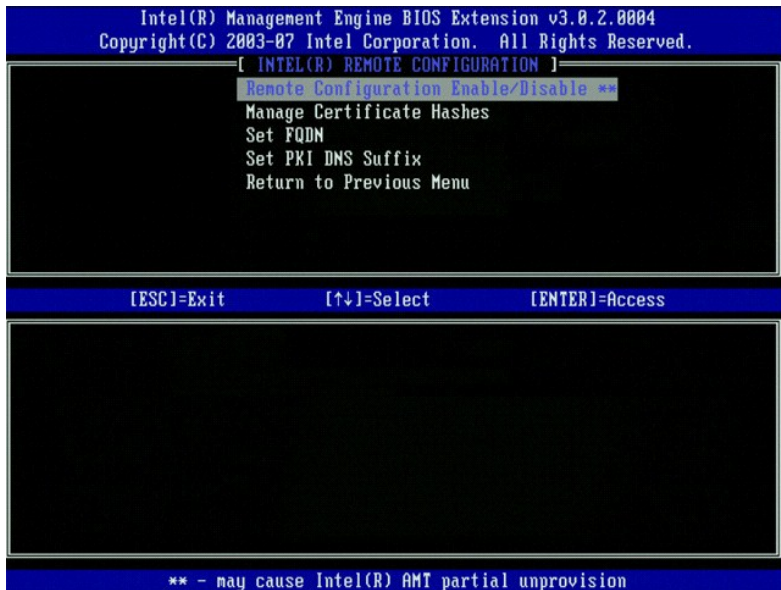 Intel(R) Management Engine BIOS Extension v3.0.2.0004
Copyright(C) 2003-07 Intel Corporation. All Rights Reserved.
[ INTEL(R) REMOTE CONFIGURATION ]
Remote Configuration Enable/Disable **
Manage Certificate Hashes
Set FQDN
Set PKI DNS Suffix
Return to Previous Menu
[ESC]=Exit [↑↓]=Select [ENTER]=Access
** - may cause Intel(R) AMT partial unprovision